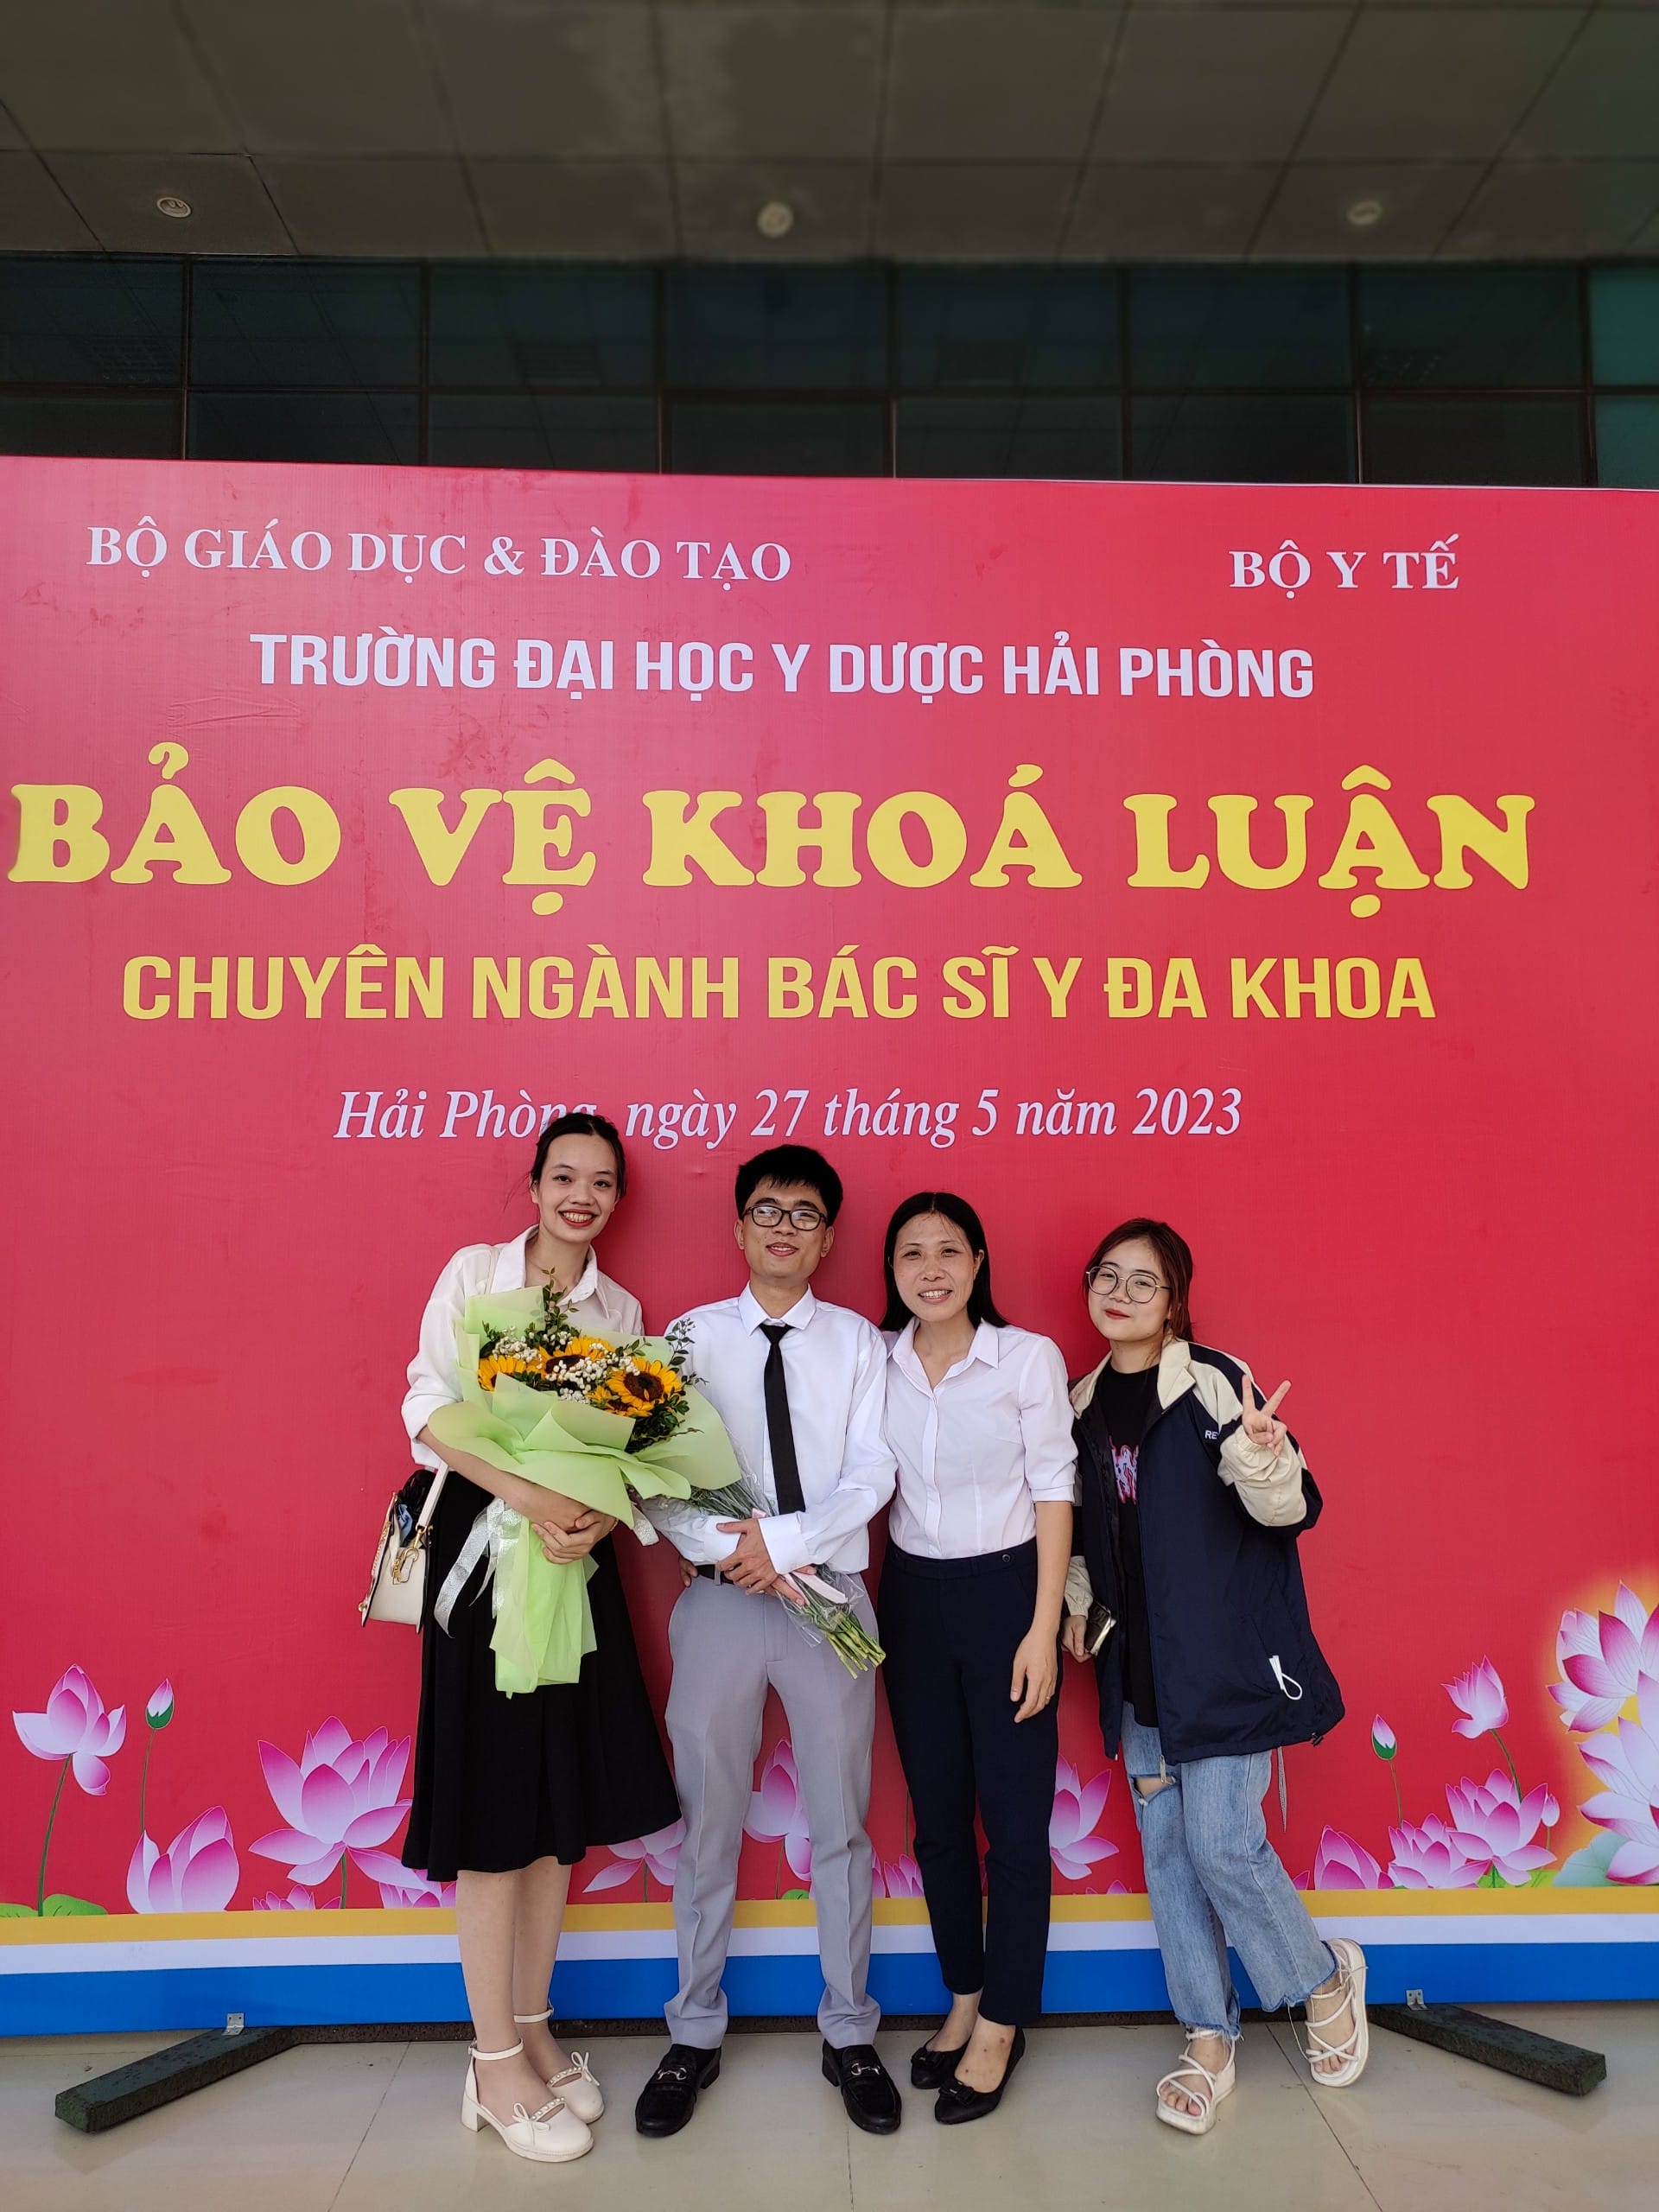 BỘ GIÁO DỤC & ĐÀO TẠO
BỘ Y TẾ
TRƯỜNG ĐẠI HỌC Y DƯỢC HẢI PHÒNG
BẢO VỆ KHOÁ LUẬN
CHUYÊN NGÀNH BÁC SĨ Y ĐA KHOA
Hải Phòng, ngày 27 tháng 5 năm 2023